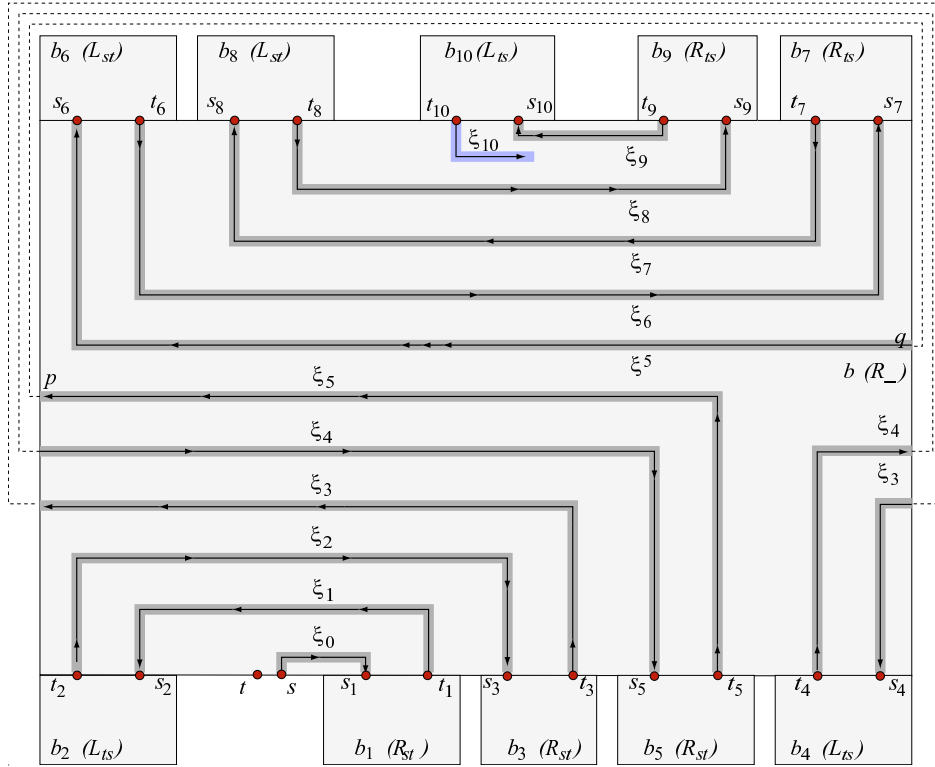 b6 (Lst) b8 (Lst) b10 (Lts) b9 (Rts) b7 (Rts)
s6 t6 s8 t8 t10 s10 t9 s9 t7 s7
ξ10 ξ9
ξ8
ξ7
ξ6
q
ξ5
p ξ5 b (R_)
ξ4 ξ4
ξ3 ξ3
ξ2
ξ1
ξ0
t2 s2 t s s1 t1 s3 t3 s5 t5 t4 s4
b2 (Lts) b1 (Rst) b3 (Rst) b5 (Rst) b4 (Lts)